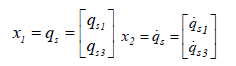 x₁ = qₛ = [qₛ₁ qₛ₃] x₂ = q̇ₛ = [q̇ₛ₁ q̇ₛ₃]